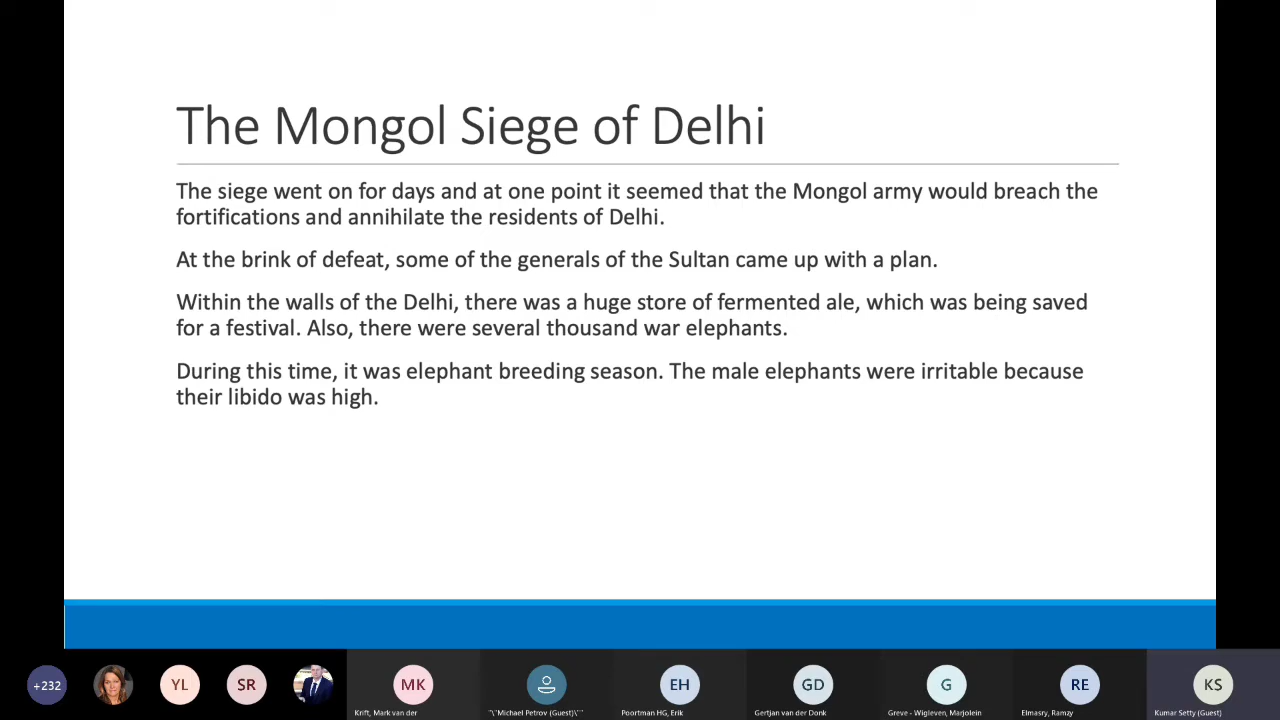 The Mongol Siege of Delhi
The siege went on for days and at one point it seemed that the Mongol army would breach the
fortifications and annihilate the residents of Delhi.
At the brink of defeat, some of the generals of the Sultan came up with a plan.
Within the walls of the Delhi, there was a huge store of fermented ale, which was being saved
for a festival. Also, there were several thousand war elephants.
During this time, it was elephant breeding season. The male elephants were irritable because
their libido was high.
+232
YL
SR
MK
EH
GD
G
RE
KS
Krift, Mark van der
"\"Michael Petrov (Guest)\""
Poortman HG, Erik
Gertjan van der Donk
Greve - Wigleven, Marjolein
Elmasry, Ramzy
Kumar Setty (Guest)